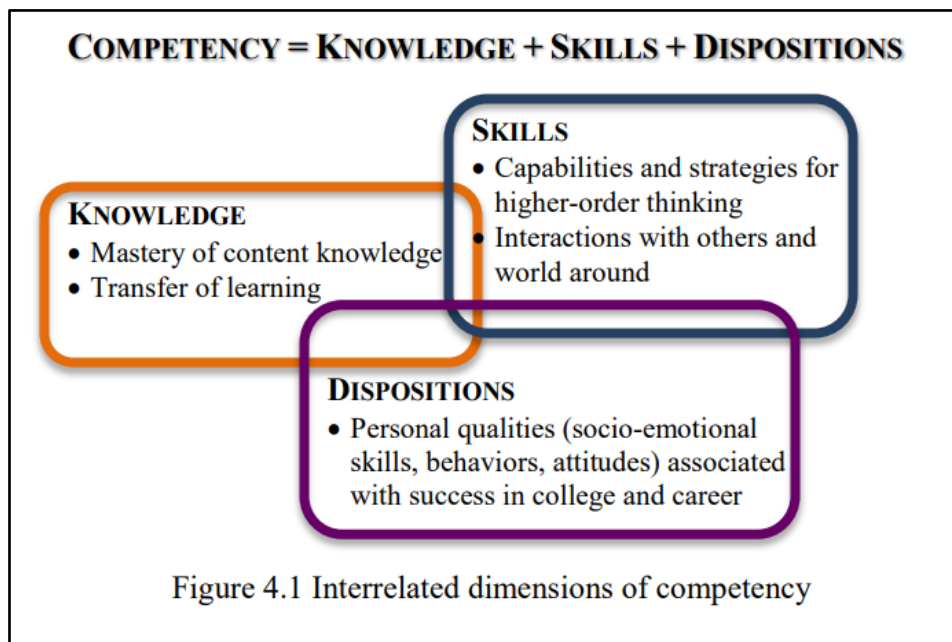 COMPETENCY = KNOWLEDGE + SKILLS + DISPOSITIONS
SKILLS
• Capabilities and strategies for
higher-order thinking
• Interactions with others and
world around
KNOWLEDGE
• Mastery of content knowledge
• Transfer of learning
DISPOSITIONS
• Personal qualities (socio-emotional
skills, behaviors, attitudes) associated
with success in college and career
Figure 4.1 Interrelated dimensions of competency